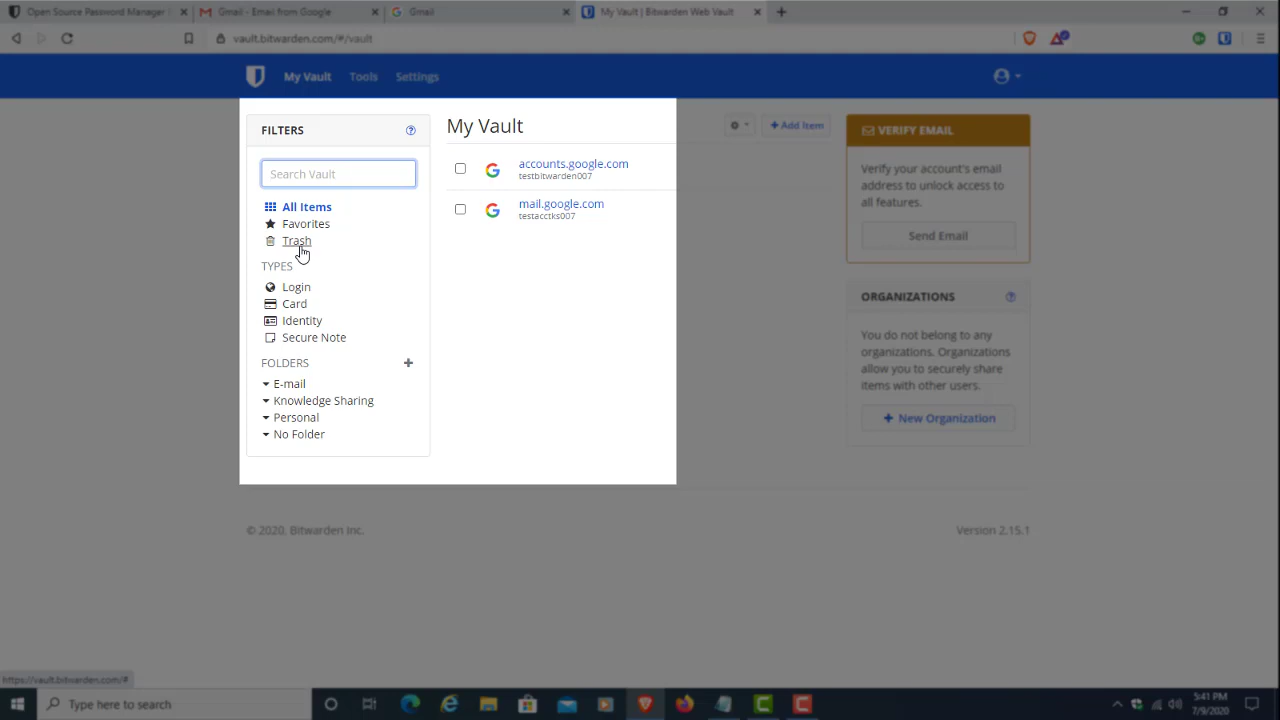 Open Source Password Manager
Gmail - Email from Google
Gmail
My Vault | Bitwarden Web Vault
vault.bitwarden.com/#/vault
My Vault
Tools
Settings
FILTERS
Search Vault
All Items
Favorites
Trash
TYPES
Login
Card
Identity
Secure Note
FOLDERS
E-mail
Knowledge Sharing
Personal
No Folder
My Vault
+ Add Item
accounts.google.com
testbitwarden007
mail.google.com
testacctks007
VERIFY EMAIL
Verify your account's email
address to unlock access to
all features.
Send Email
ORGANIZATIONS
You do not belong to any
organizations. Organizations
allow you to securely share
items with other users.
+ New Organization
© 2020, Bitwarden Inc.
Version 2.15.1
https://vault.bitwarden.com/#
Type here to search
5:41 PM
7/9/2020